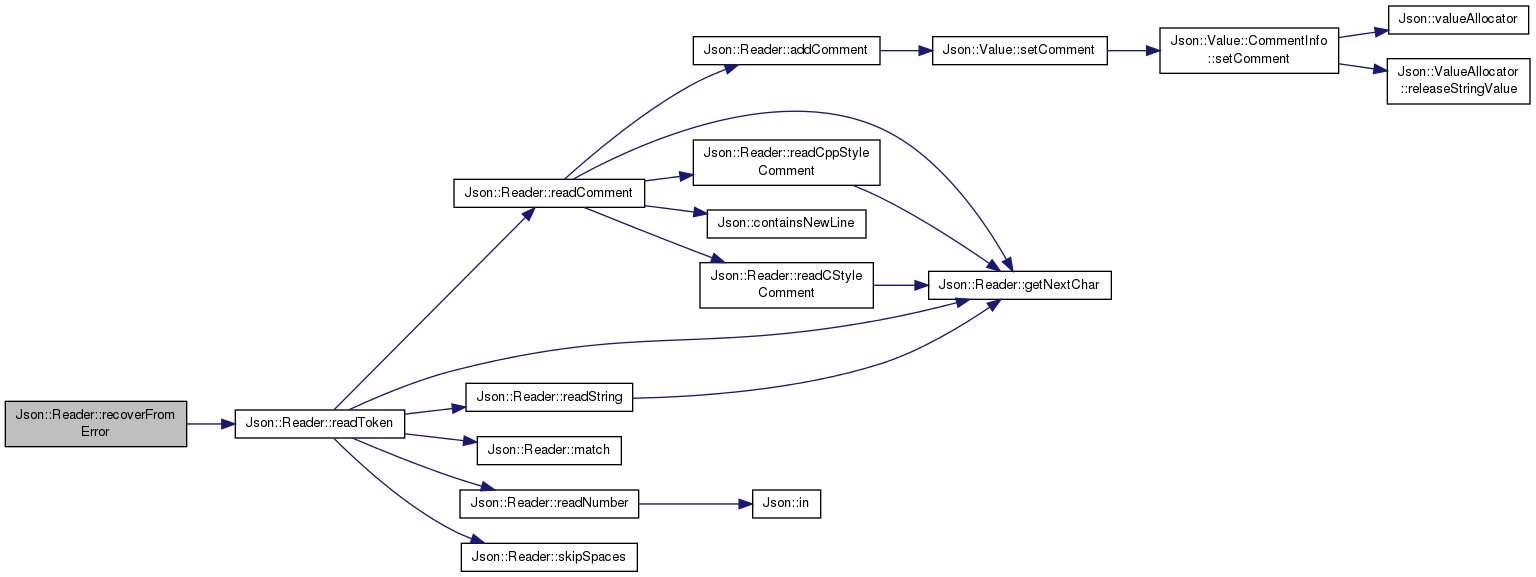 Json::valueAllocator
Json::Reader::addComment
Json::Value::setComment
Json::Value::CommentInfo
::setComment
Json::ValueAllocator
::releaseStringValue
Json::Reader::readCppStyle
Comment
Json::Reader::readComment
Json::containsNewLine
Json::Reader::readCStyle
Comment
Json::Reader::getNextChar
Json::Reader::recoverFrom
Error
Json::Reader::readToken
Json::Reader::readString
Json::Reader::match
Json::Reader::readNumber
Json::in
Json::Reader::skipSpaces